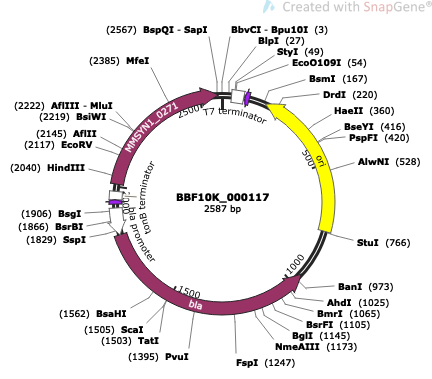 Created with SnapGene®
(2567) BspQI - SapI
BbvCI - Bpu10I (3)
BlpI (27)
StyI (49)
EcoO109I (54)
BsmI (167)
DrdI (220)
HaeII (360)
BseYI (416)
PspFI (420)
AlwNI (528)
StuI (766)
BanI (973)
AhdI (1025)
BmrI (1065)
BsrFI (1105)
BglI (1145)
NmeAIII (1173)
FspI (1247)
(1395) PvuI
(1503) TatI
(1505) ScaI
(1562) BsaHI
(1829) SspI
(1866) BsrBI
(1906) BsgI
(2040) HindIII
(2117) EcoRV
(2145) AflII
(2219) BsiWI
(2222) AflIII - MluI
(2385) MfeI
2500
T7 terminator
MMSYN1_0271
ori
500
1000
1500
bla
2000
tonB terminator
bla promoter
BBF10K_000117
2587 bp